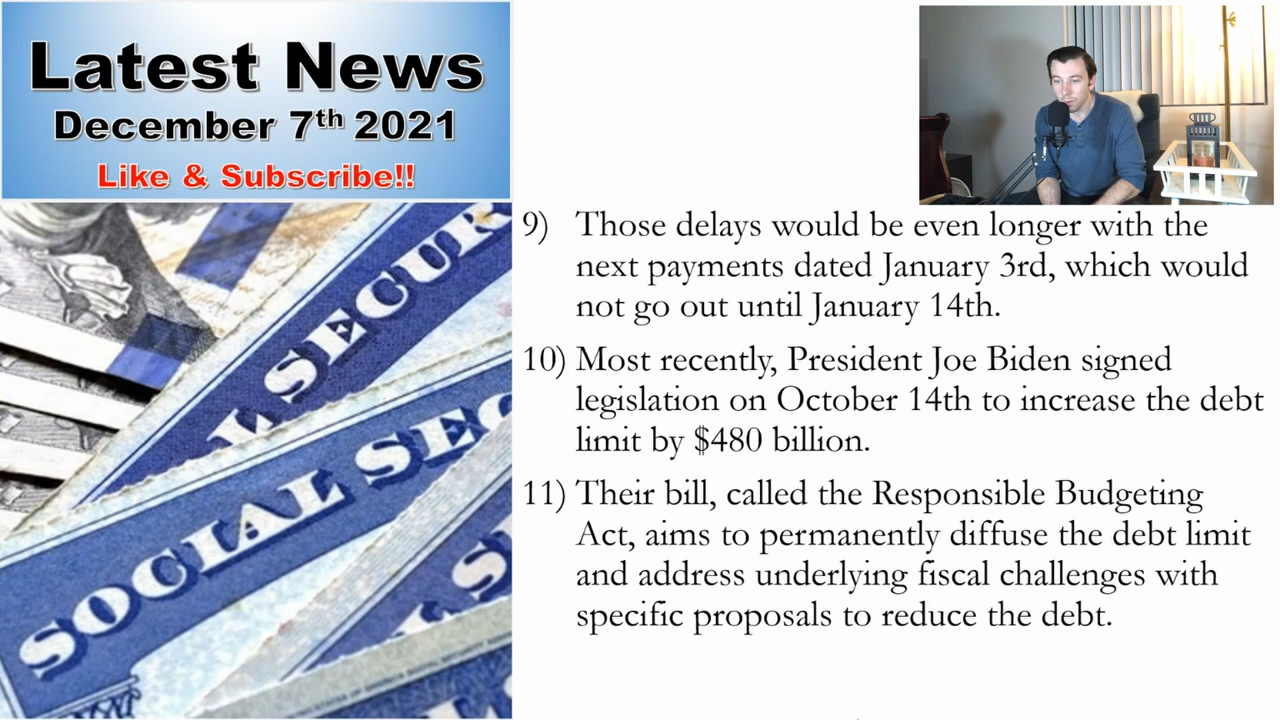 Latest News
December 7th 2021
Like & Subscribe!!
9) Those delays would be even longer with the
next payments dated January 3rd, which would
not go out until January 14th.
10) Most recently, President Joe Biden signed
legislation on October 14th to increase the debt
limit by $480 billion.
11) Their bill, called the Responsible Budgeting
Act, aims to permanently diffuse the debt limit
and address underlying fiscal challenges with
specific proposals to reduce the debt.
L SECUR
SOCIAL SEC